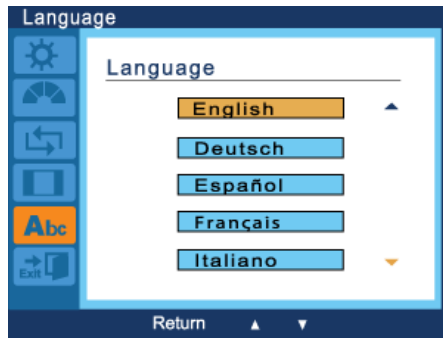 Language
Language
English
Deutsch
Español
Français
Abc
Italiano
Exit
Return